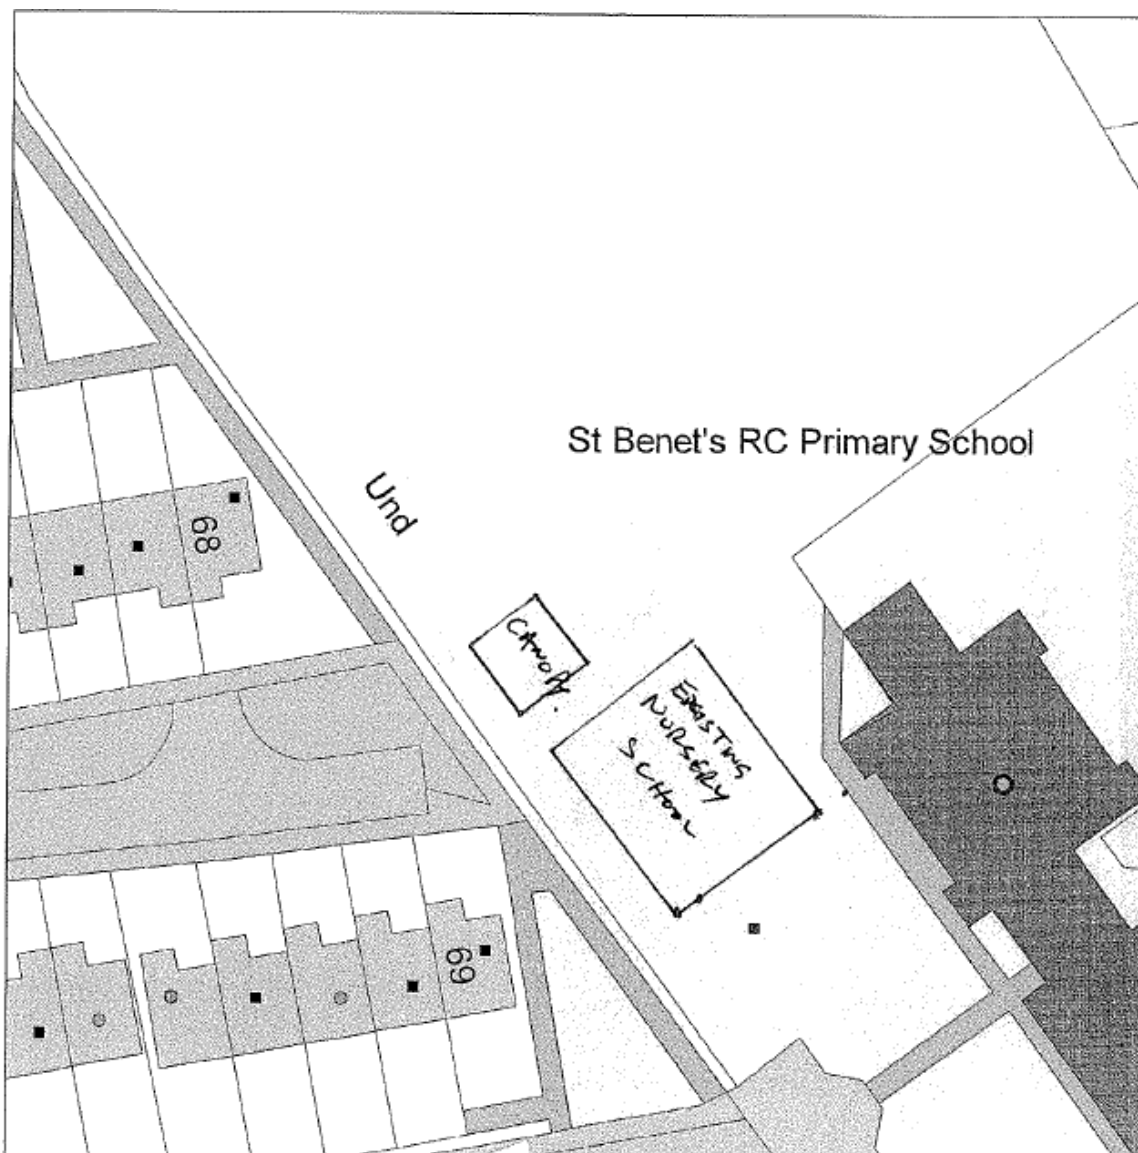 St Benet's RC Primary School
Und
68
CANOPY.
EXISTING
NURSERY
SCHOOL
69